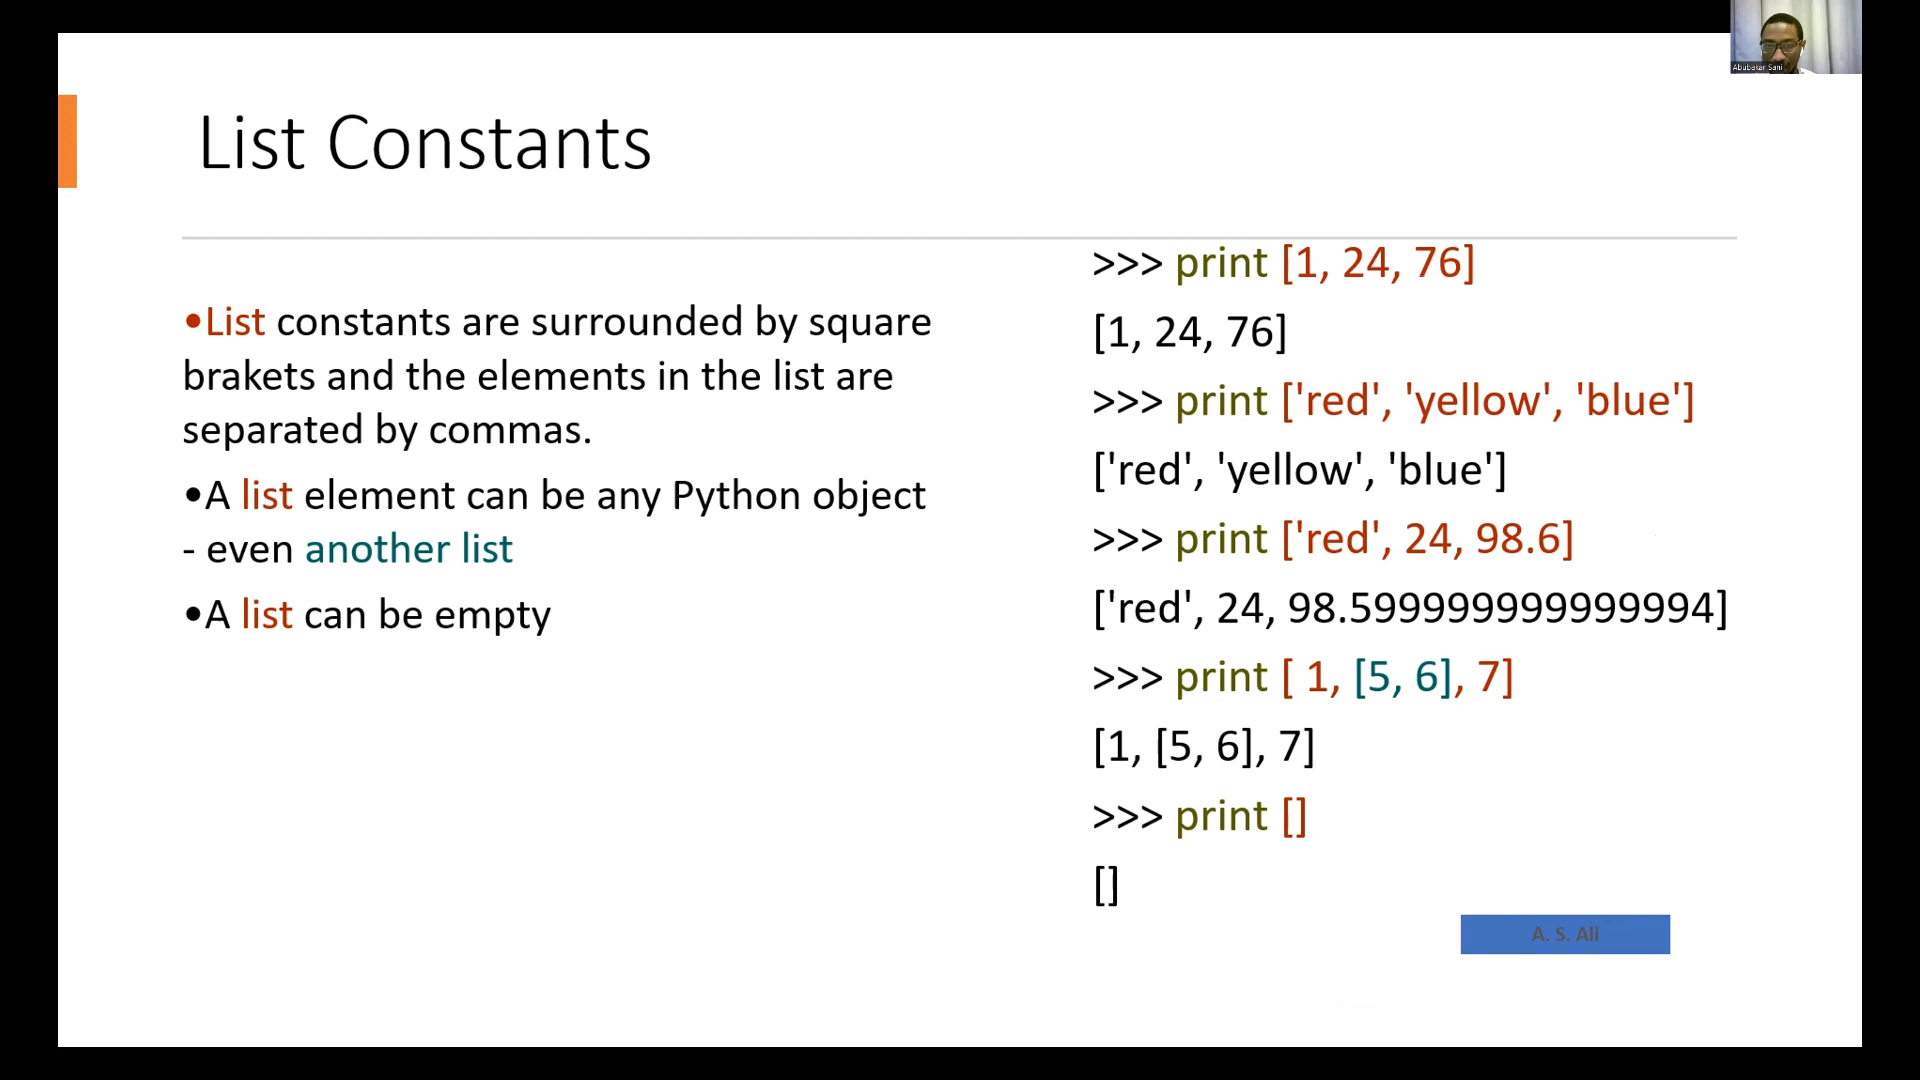 Abubakar Sani
List Constants
•List constants are surrounded by square
brakets and the elements in the list are
separated by commas.
•A list element can be any Python object
- even another list
•A list can be empty
>>> print [1, 24, 76]
[1, 24, 76]
>>> print ['red', 'yellow', 'blue']
['red', 'yellow', 'blue']
>>> print ['red', 24, 98.6]
['red', 24, 98.599999999999994]
>>> print [ 1, [5, 6], 7]
[1, [5, 6], 7]
>>> print []
[]
A. S. Ali